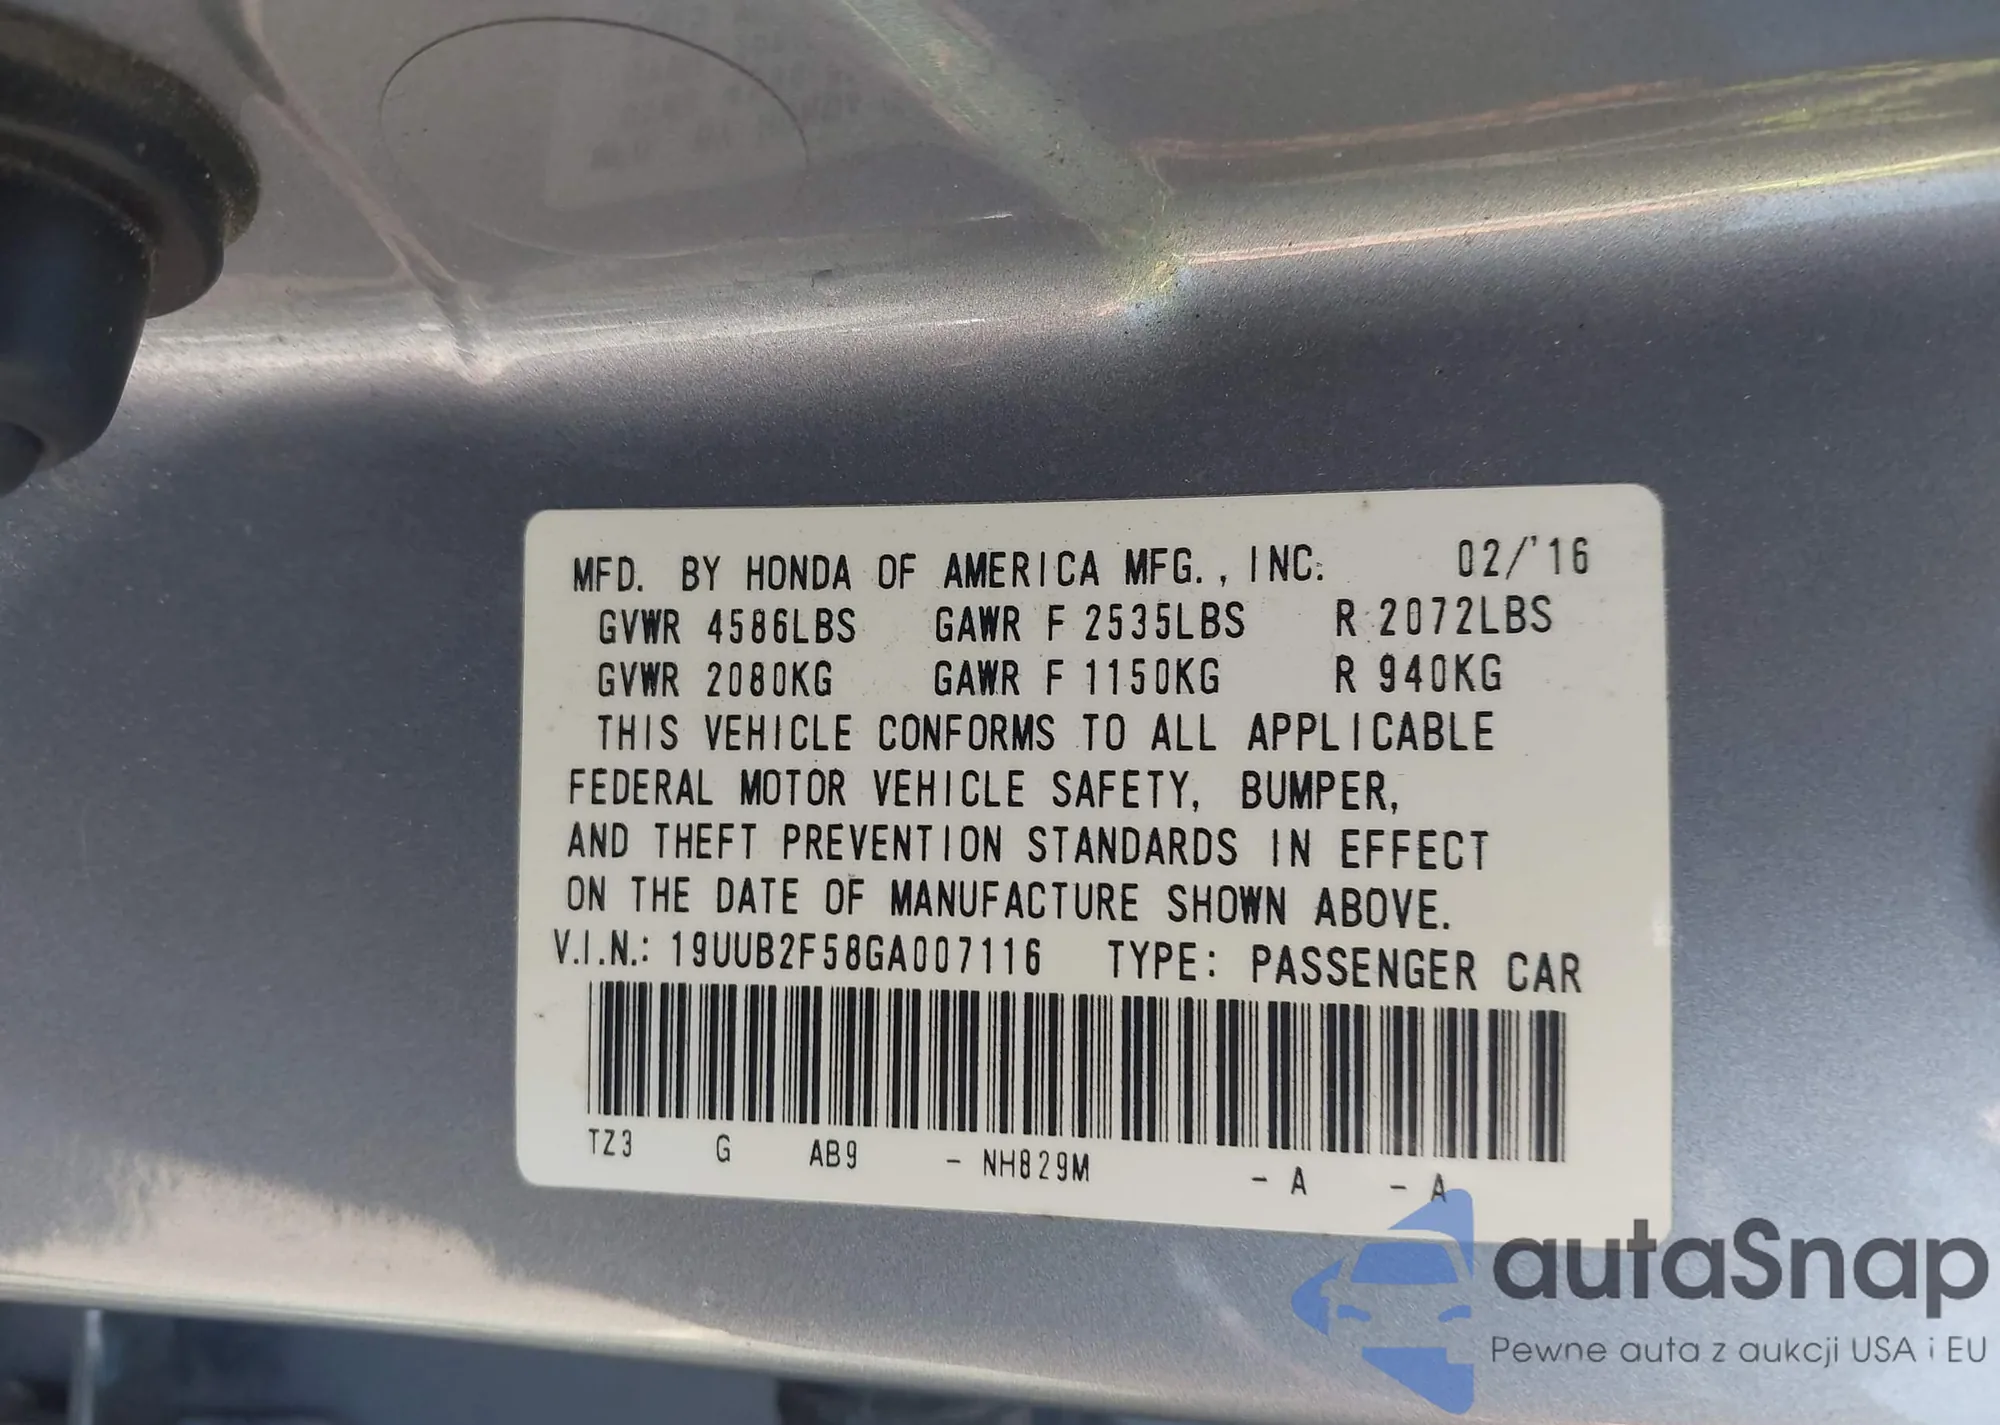 MFD. BY HONDA OF AMERICA MFG., INC. 02/'16
GVWR 4586LBS GAWR F 2535LBS R 2072LBS
GVWR 2080KG GAWR F 1150KG R 940KG
THIS VEHICLE CONFORMS TO ALL APPLICABLE
FEDERAL MOTOR VEHICLE SAFETY, BUMPER,
AND THEFT PREVENTION STANDARDS IN EFFECT
ON THE DATE OF MANUFACTURE SHOWN ABOVE.
V.I.N.: 19UUB2F58GA007116 TYPE: PASSENGER CAR
TZ3 G AB9 - NH829M - A - A
autaSnap
Pewne auta z aukcji USA i EU